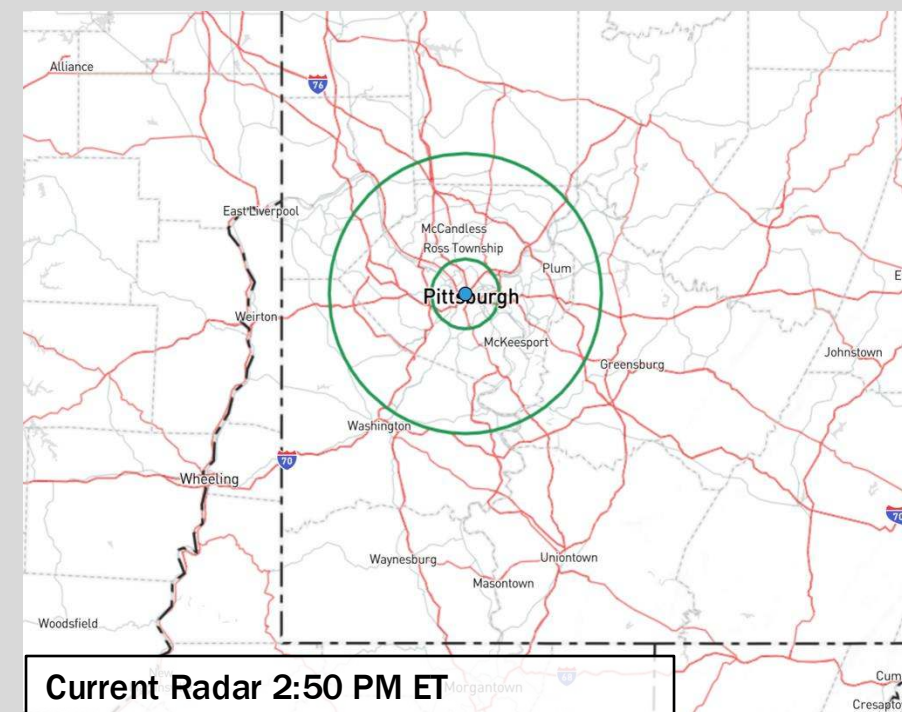 Alliance
76
East Liverpool
McCandless
Ross Township
Plum
Pittsburgh
Weirton
McKeesport
Johnstown
Greensburg
Washington
70
Wheeling
70
Waynesburg
Uniontown
Masontown
Woodsfield
Current Radar 2:50 PM ET
Morgantown